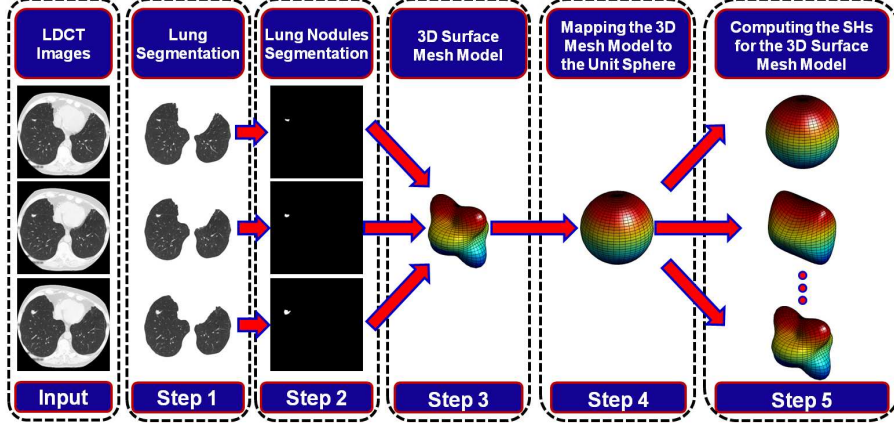 LDCT
Images
Lung
Segmentation
Lung Nodules
Segmentation
3D Surface
Mesh Model
Mapping the 3D
Mesh Model to
the Unit Sphere
Computing the SHs
for the 3D Surface
Mesh Model
Input
Step 1
Step 2
Step 3
Step 4
Step 5